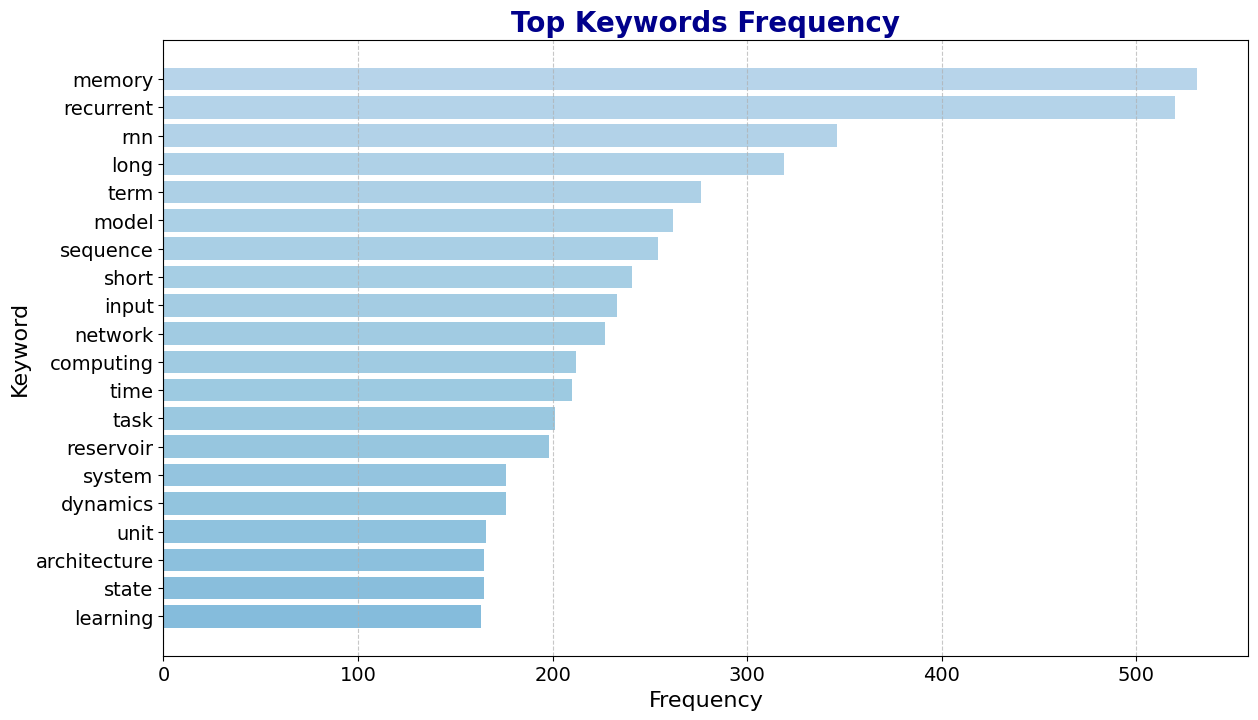 Top Keywords Frequency
memory
recurrent
rnn
long
term
model
sequence
short
input
network
computing
time
task
reservoir
system
dynamics
unit
architecture
state
learning
Keyword
0 100 200 300 400 500
Frequency